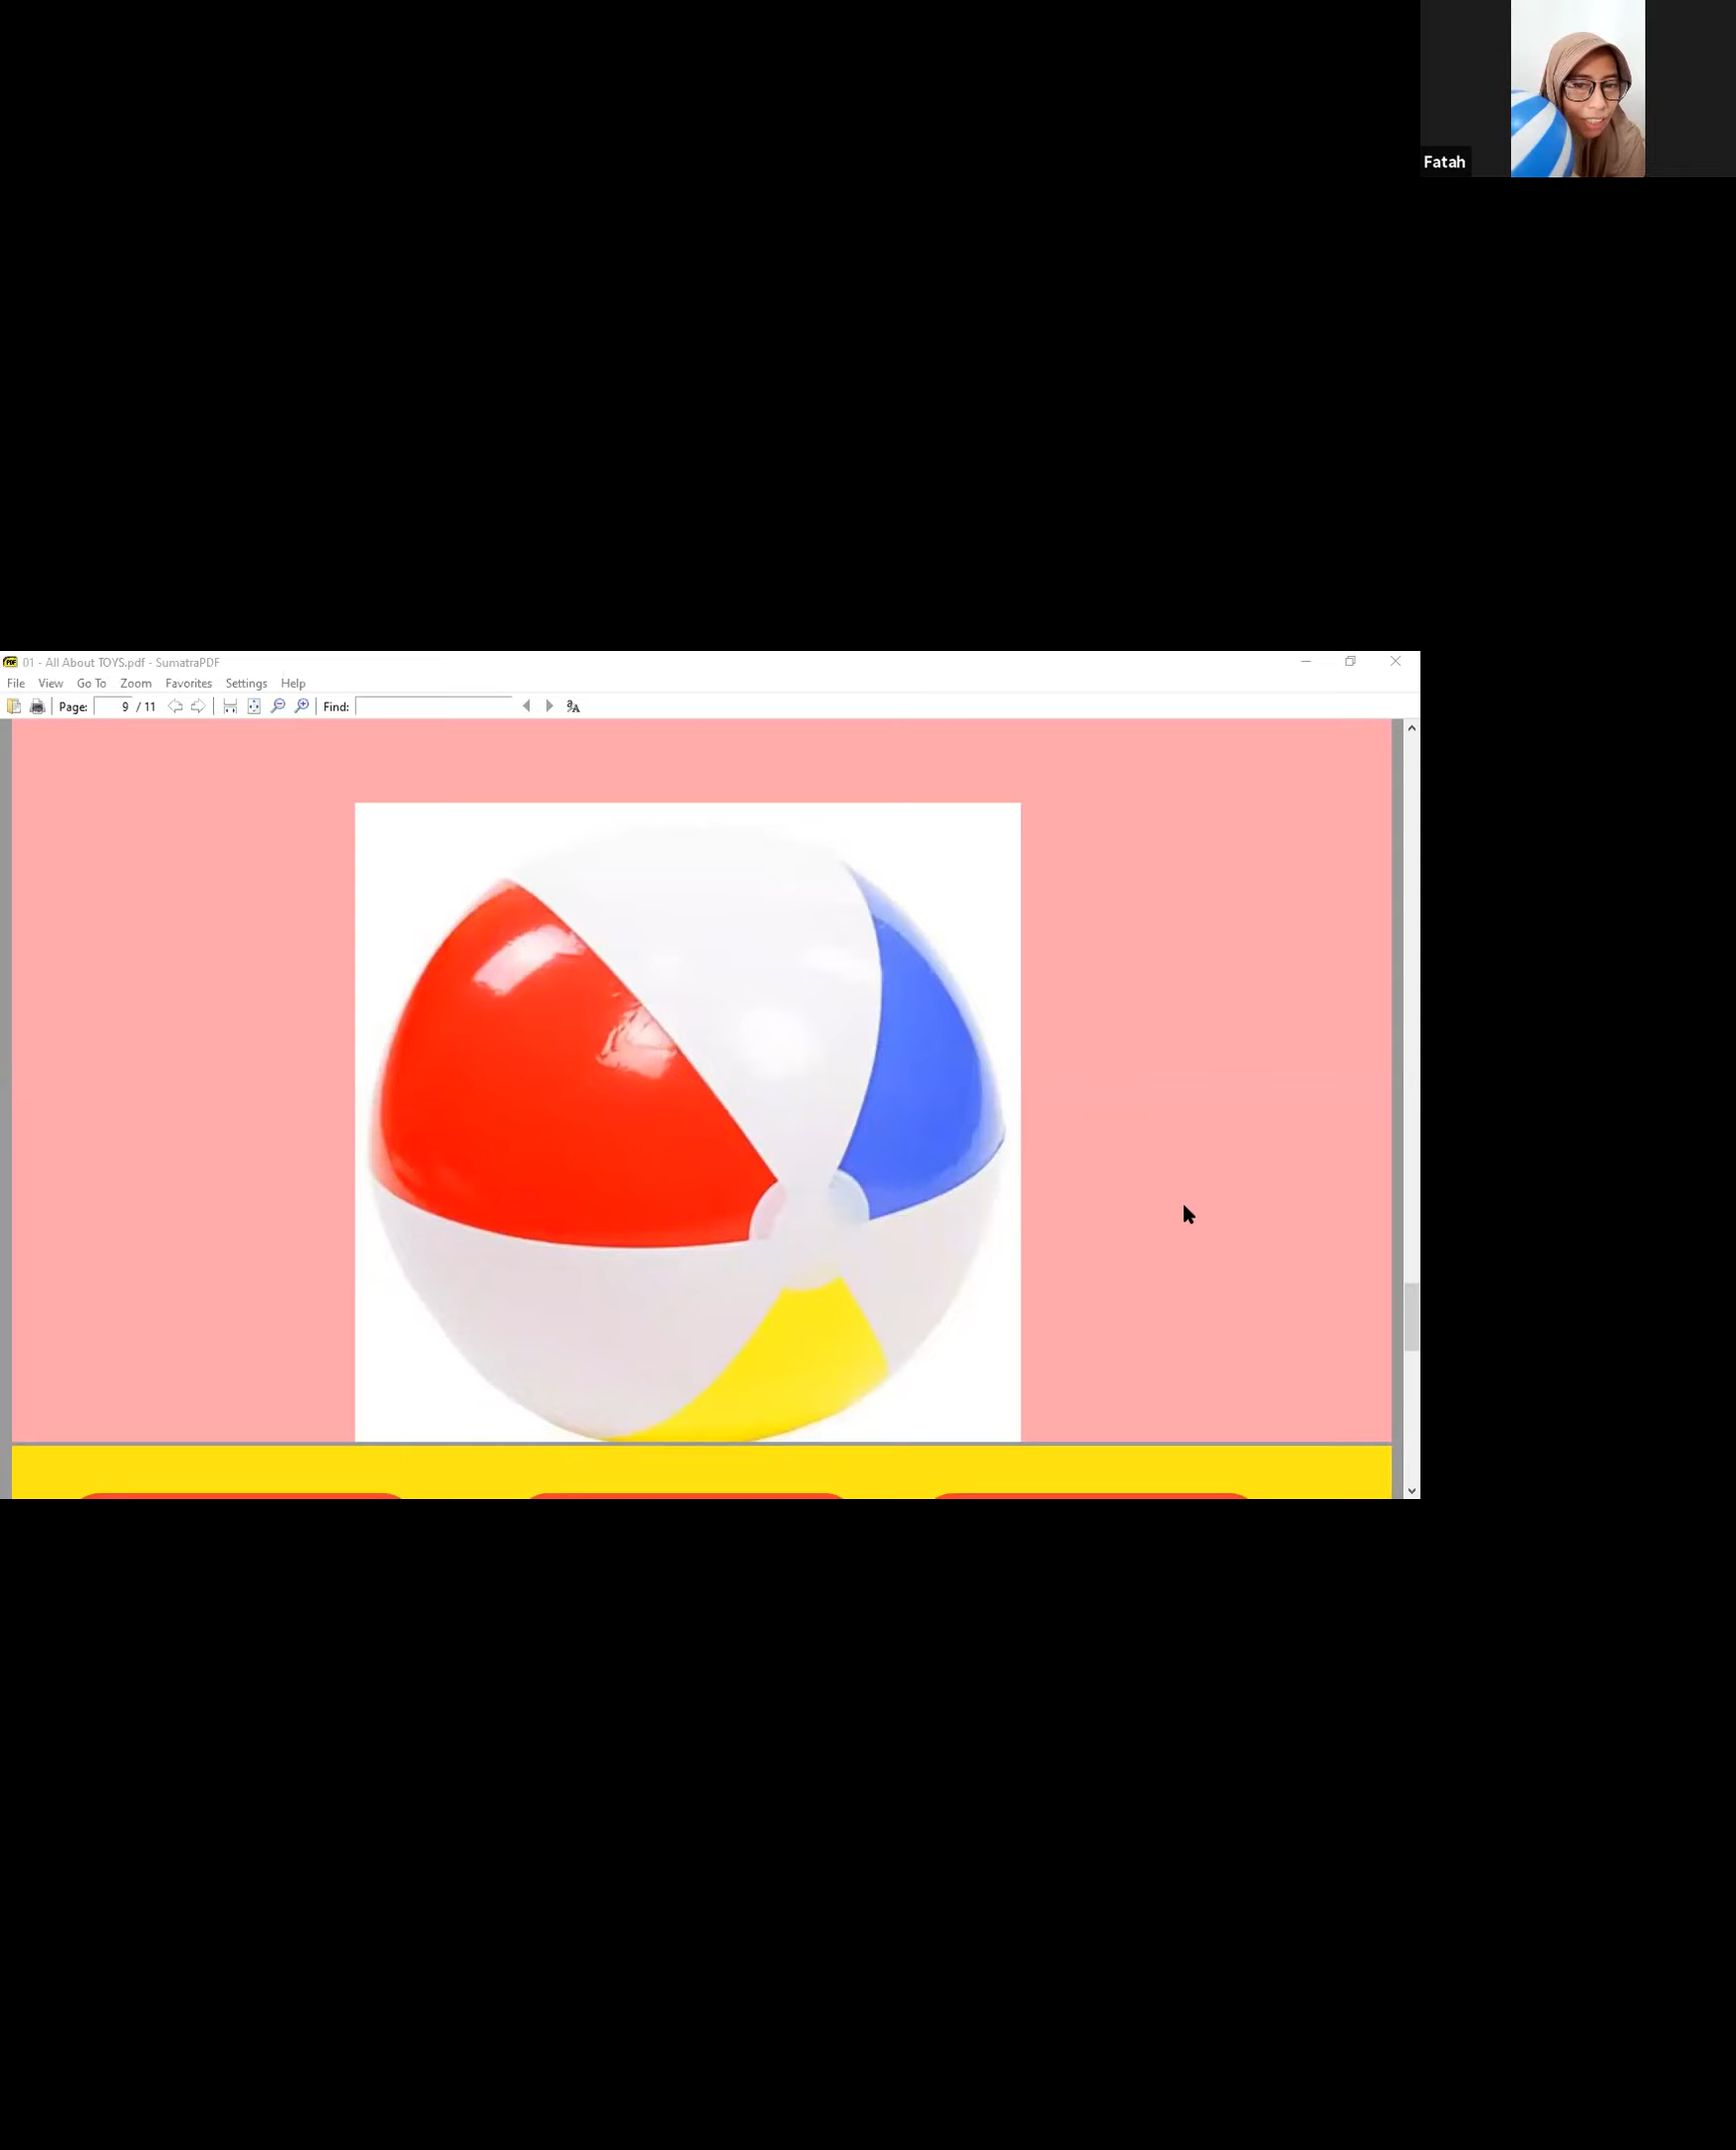 Fatah
01 - All About TOYS.pdf - SumatraPDF
File View Go To Zoom Favorites Settings Help
Page: 9 / 11 Find: